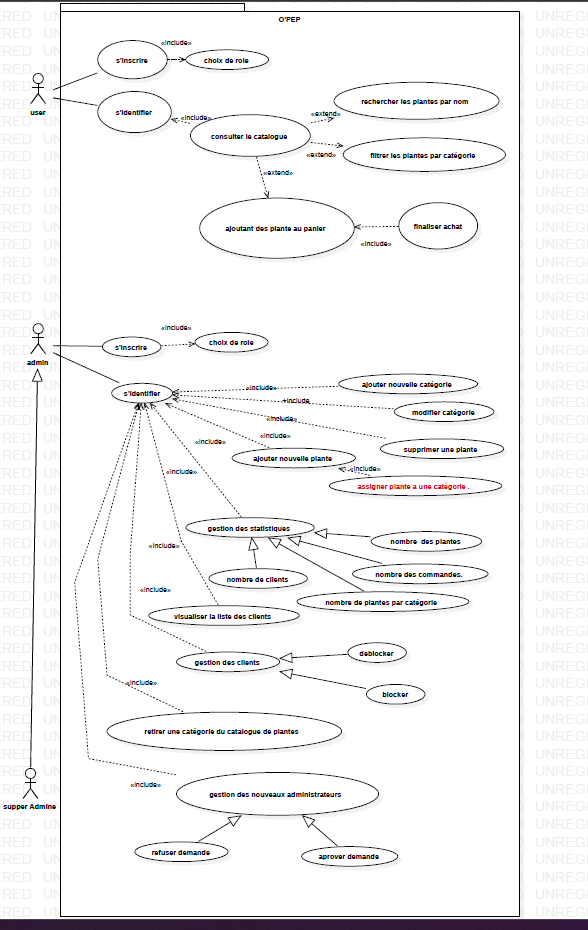 O'PEP
«include»
s'inscrire
choix de role
user
s'identifier
«include»
consulter le catalogue
rechercher les plantes par nom
«extend»
«extend»
filtrer les plantes par catégorie
«extend»
ajoutant des plante au panier
finaliser achat
«include»
admin
«include»
s'inscrire
choix de role
s'identifier
«include»
ajouter nouvelle catégorie
«include
modifier catégorie
«include»
supprimer une plante
«include»
«include»
ajouter nouvelle plante
«include»
«include»
assigner plante a une catégorie .
gestion des statistiques
nombre des plantes
«include»
nombre des commandes.
nombre de clients
«include»
nombre de plantes par catégorie
visualiser la liste des clients
deblocker
gestion des clients
«include»
blocker
retirer une catégorie du catalogue de plantes
«include»
gestion des nouveaux administrateurs
supper Admine
refuser demande
aprover demande
UNREGI